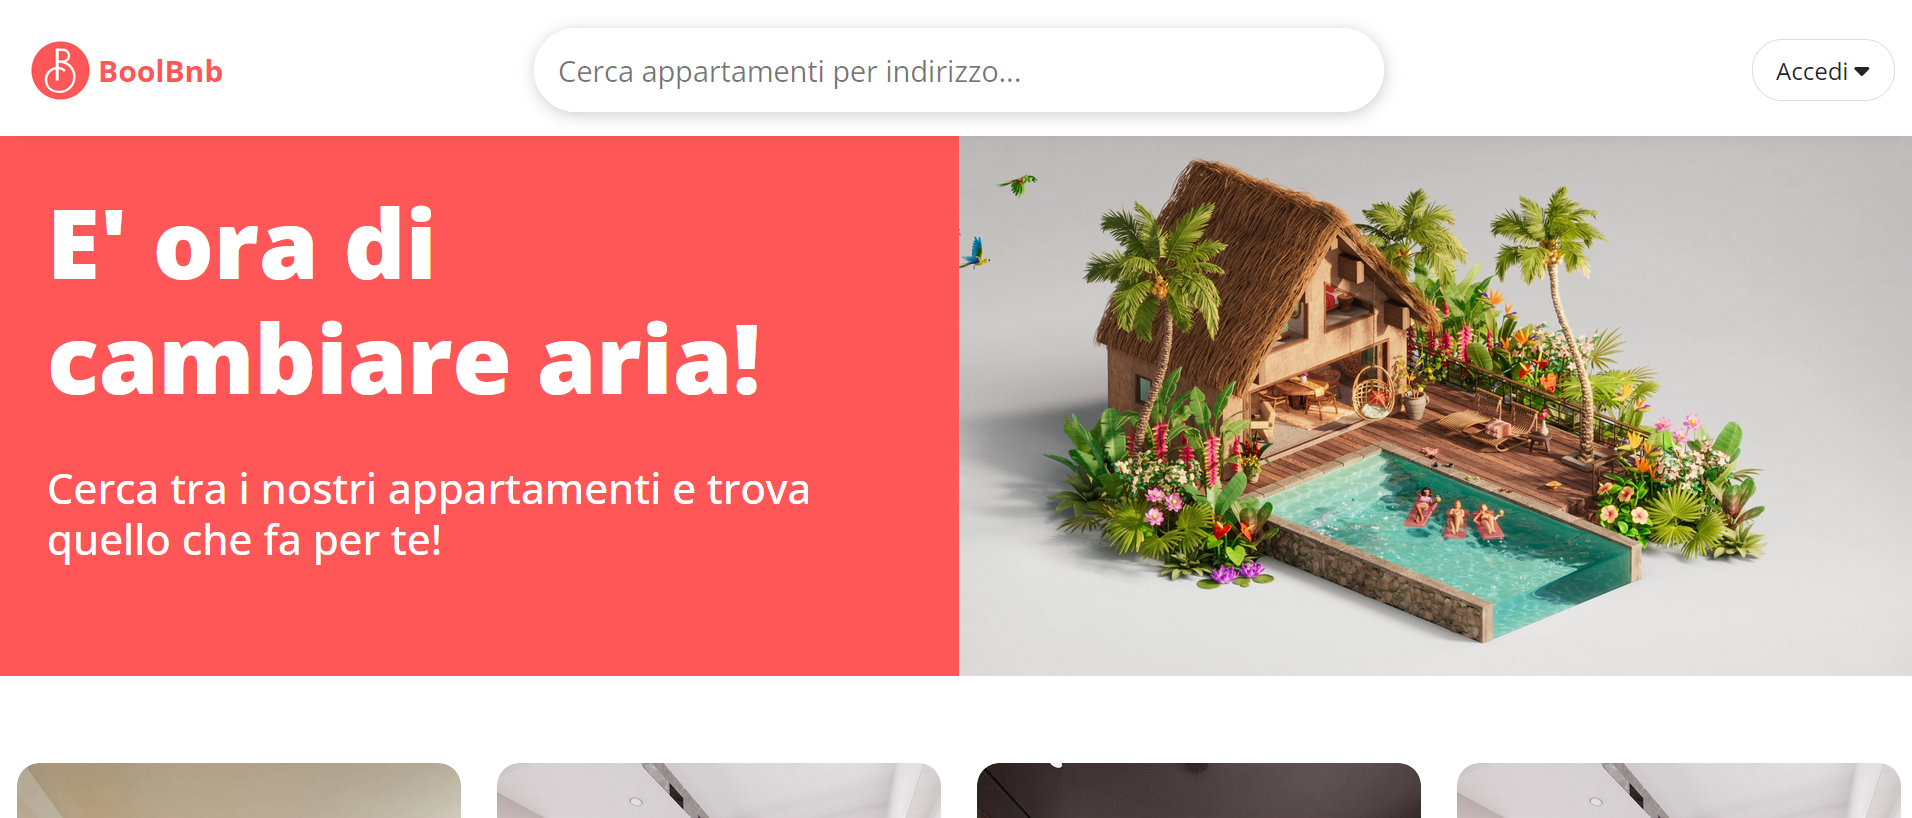 BoolBnb
Cerca appartamenti per indirizzo...
Accedi
E' ora di
cambiare aria!
Cerca tra i nostri appartamenti e trova
quello che fa per te!